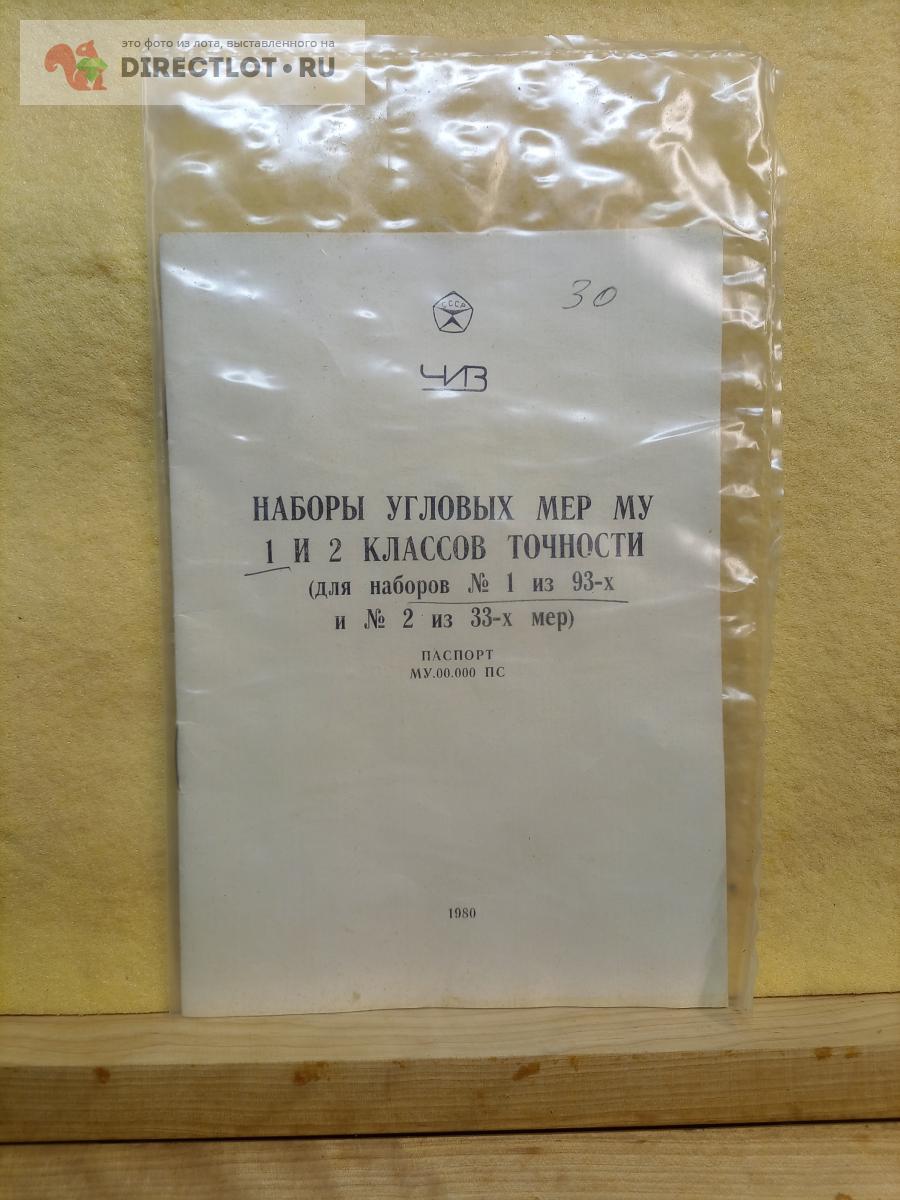 это фото из лота, выставленного на
DIRECTLOT.RU
СССР
30
ЧИЗ
НАБОРЫ УГЛОВЫХ МЕР МУ
1 И 2 КЛАССОВ ТОЧНОСТИ
(для наборов № 1 из 93-х
и № 2 из 33-х мер)
ПАСПОРТ
МУ.00.000 ПС
1980